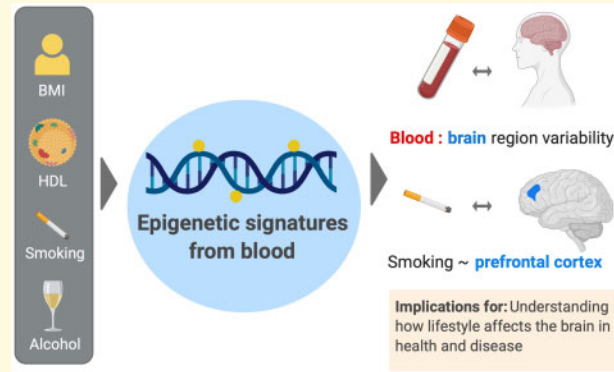 BMI
HDL
Smoking
Alcohol
Epigenetic signatures
from blood
Blood : brain region variability
Smoking ~ prefrontal cortex
Implications for: Understanding
how lifestyle affects the brain in
health and disease